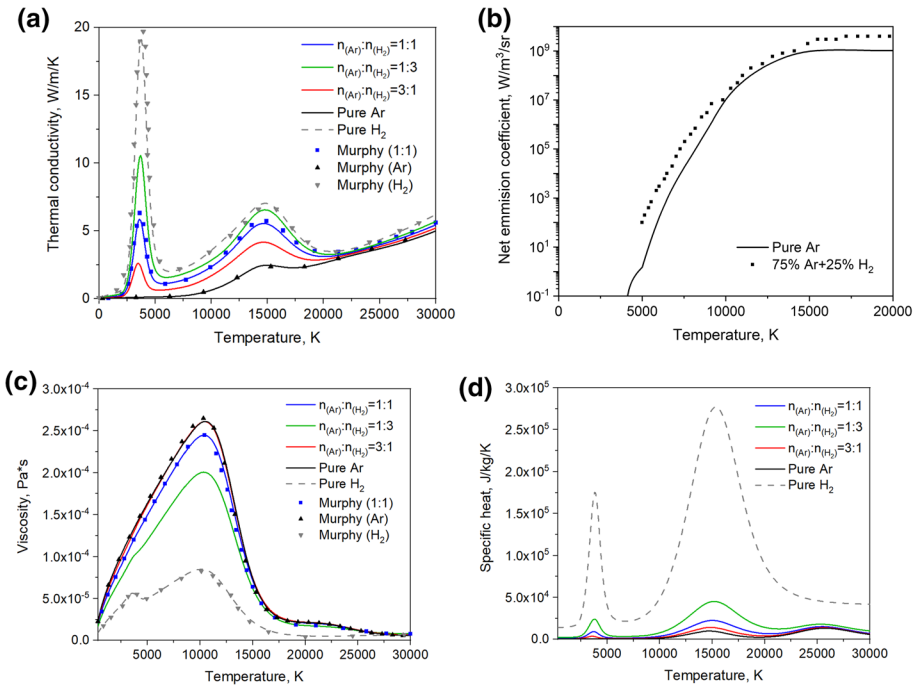 (a)
20
15
10
5
0
Thermal conductivity, W/m/K
n(Ar):n(H2)=1:1
n(Ar):n(H2)=1:3
n(Ar):n(H2)=3:1
Pure Ar
Pure H2
Murphy (1:1)
Murphy (Ar)
Murphy (H2)
0 5000 10000 15000 20000 25000 30000
Temperature, K
(b)
10^9
10^7
10^5
10^3
10^1
10^-1
Net emmision coefficient, W/m^3/sr
Pure Ar
75% Ar+25% H2
0 5000 10000 15000 20000
Temperature, K
(c)
3.0x10^-4
2.5x10^-4
2.0x10^-4
1.5x10^-4
1.0x10^-4
5.0x10^-5
0.0
Viscosity, Pa*s
n(Ar):n(H2)=1:1
n(Ar):n(H2)=1:3
n(Ar):n(H2)=3:1
Pure Ar
Pure H2
Murphy (1:1)
Murphy (Ar)
Murphy (H2)
5000 10000 15000 20000 25000 30000
Temperature, K
(d)
3.0x10^5
2.5x10^5
2.0x10^5
1.5x10^5
1.0x10^5
5.0x10^4
0.0
Specific heat, J/kg/K
n(Ar):n(H2)=1:1
n(Ar):n(H2)=1:3
n(Ar):n(H2)=3:1
Pure Ar
Pure H2
5000 10000 15000 20000 25000 30000
Temperature, K